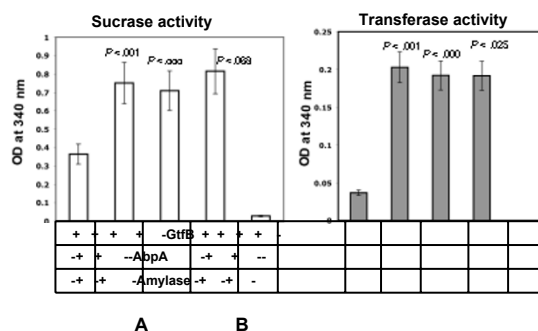 Sucrase activity
Transferase activity
OD at 340 nm
1
0.9
0.8
0.7
0.6
0.5
0.4
0.3
0.2
0.1
0
P <.001
P <.068
OD at 340 nm
0.25
0.2
0.15
0.1
0.05
0
P <.001
P <.000
P <.025
+ + + + -GtfB + + + + -
-+ + --AbpA -+ + --
-+ -+ -Amylase -+ -+ -
A B